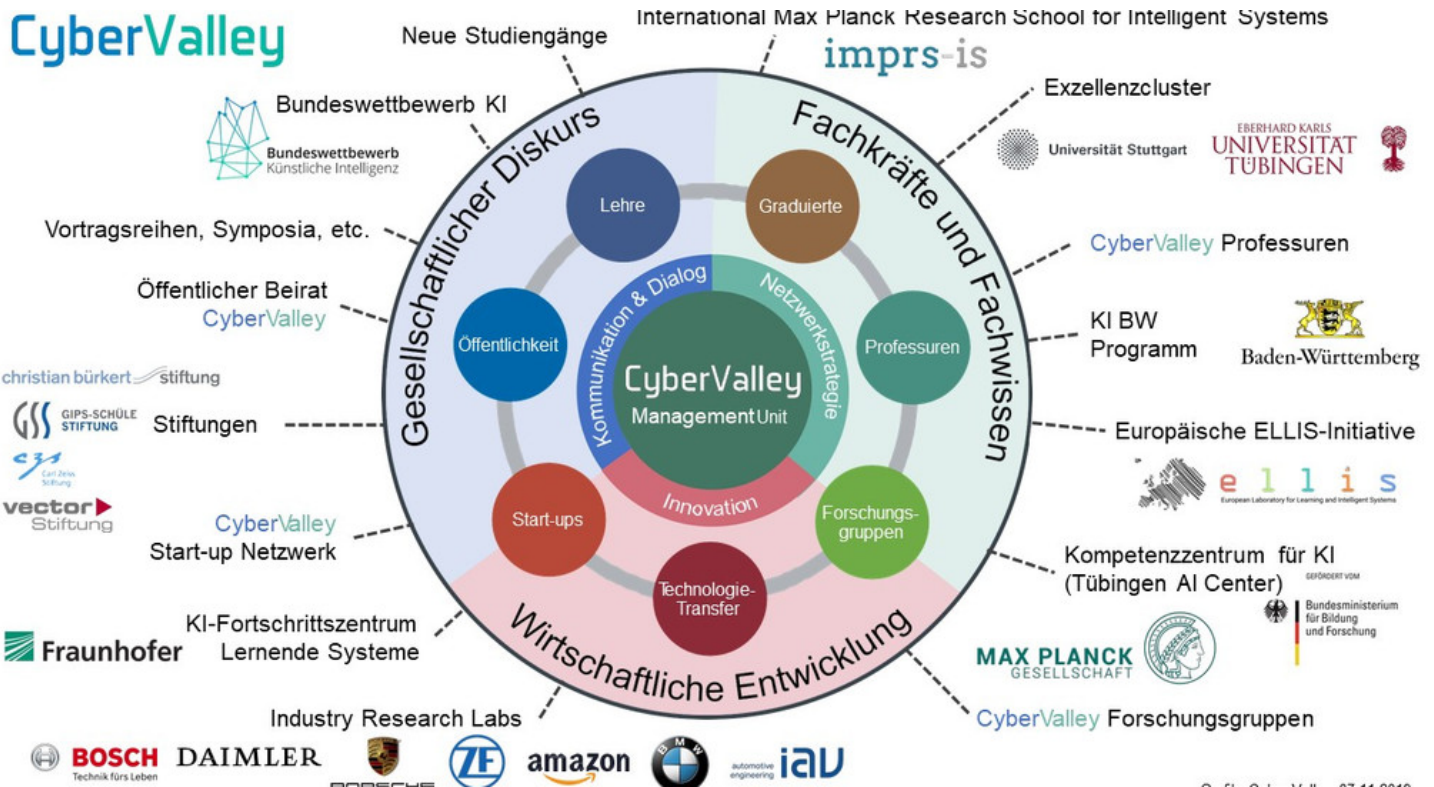 CyberValley
Neue Studiengänge
International Max Planck Research School for Intelligent Systems
imprs-is
Bundeswettbewerb KI
Bundeswettbewerb
Künstliche Intelligenz
Exzellenzcluster
Universität Stuttgart
EBERHARD KARLS
UNIVERSITÄT
TÜBINGEN
Vortragsreihen, Symposia, etc.
CyberValley Professuren
Öffentlicher Beirat
CyberValley
KI BW
Programm
Baden-Württemberg
christian bürkert stiftung
GIPS-SCHÜLE
STIFTUNG
Stiftungen
Carl Zeiss
Stiftung
vector
Stiftung
Europäische ELLIS-Initiative
ellis
European Laboratory for Learning and Intelligent Systems
CyberValley
Start-up Netzwerk
Kompetenzzentrum für KI
(Tübingen AI Center)
GEFÖRDERT VOM
Bundesministerium
für Bildung
und Forschung
MAX PLANCK
GESELLSCHAFT
Fraunhofer
KI-Fortschrittszentrum
Lernende Systeme
CyberValley Forschungsgruppen
Industry Research Labs
BOSCH
Technik fürs Leben
DAIMLER
PORSCHE
ZF
amazon
BMW
automotive
engineering
iav
Gesellschaftlicher Diskurs
Fachkräfte und Fachwissen
Wirtschaftliche Entwicklung
Lehre
Graduierte
Öffentlichkeit
Professuren
Start-ups
Forschungs-
gruppen
Technologie-
Transfer
Kommunikation & Dialog
Netzwerkstrategie
Innovation
CyberValley
Management Unit